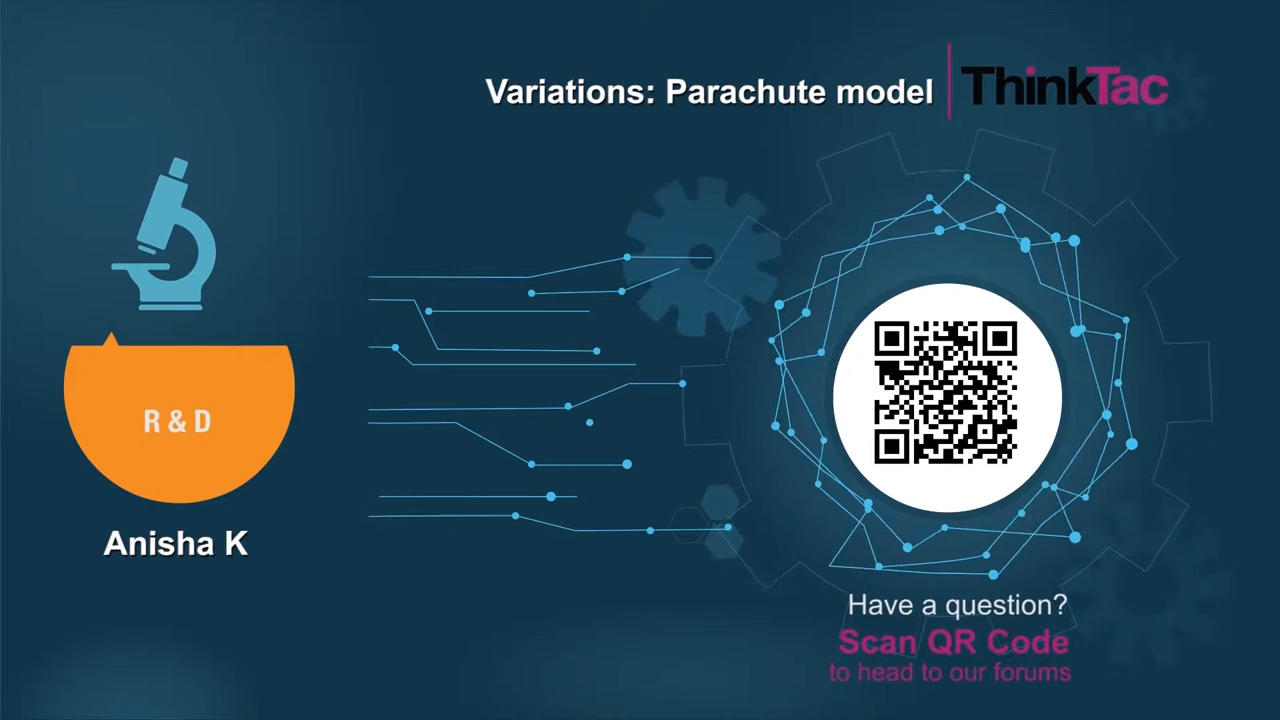 Variations: Parachute model
ThinkTac
R & D
Anisha K
Have a question?
Scan QR Code
to head to our forums